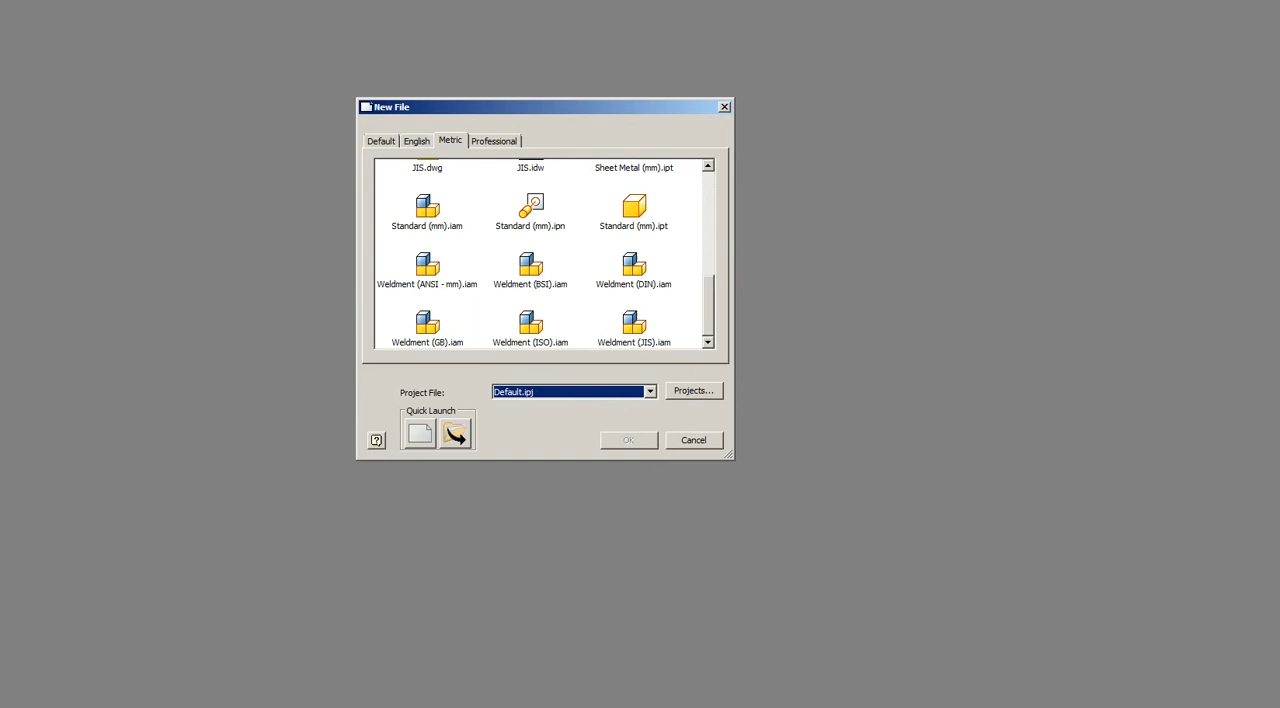 New File
Default English Metric Professional
JIS.dwg JIS.idw Sheet Metal (mm).ipt
Standard (mm).iam Standard (mm).ipn Standard (mm).ipt
Weldment (ANSI - mm).iam Weldment (BSI).iam Weldment (DIN).iam
Weldment (GB).iam Weldment (ISO).iam Weldment (JIS).iam
Project File: Default.ipj Projects...
Quick Launch
OK Cancel